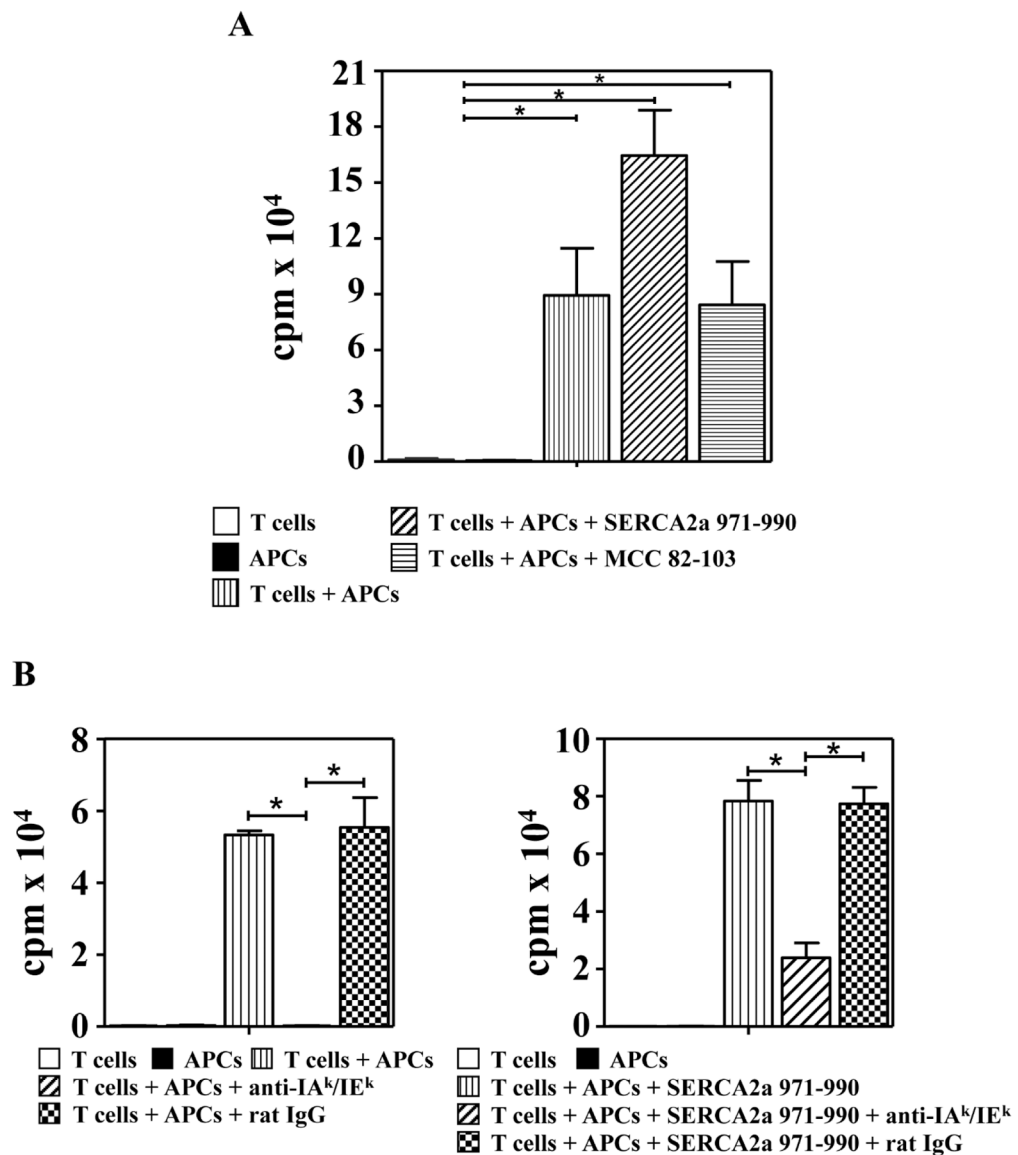 A
21
18
15
12
9
6
3
0
cpm x 10⁴
* * *
T cells
APCs
T cells + APCs
T cells + APCs + SERCA2a 971-990
T cells + APCs + MCC 82-103
B
8
6
4
2
0
cpm x 10⁴
* *
T cells APCs T cells + APCs
T cells + APCs + anti-IAᵏ/IEᵏ
T cells + APCs + rat IgG
10
8
6
4
2
0
cpm x 10⁴
* *
T cells APCs
T cells + APCs + SERCA2a 971-990
T cells + APCs + SERCA2a 971-990 + anti-IAᵏ/IEᵏ
T cells + APCs + SERCA2a 971-990 + rat IgG